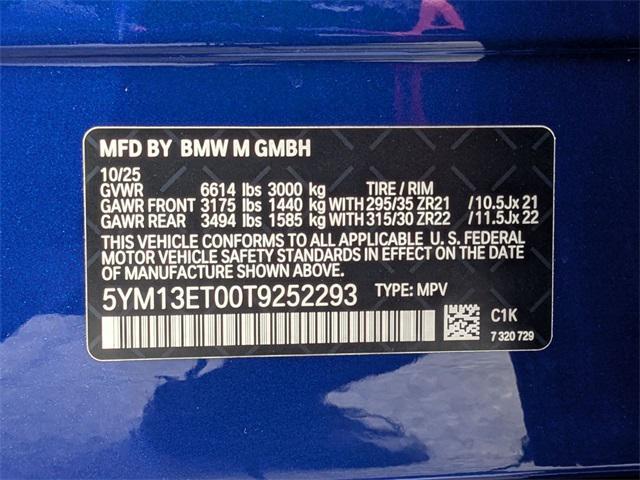 MFD BY BMW M GMBH
10/25
GVWR 6614 lbs 3000 kg TIRE / RIM
GAWR FRONT 3175 lbs 1440 kg WITH 295/35 ZR21 /10.5Jx 21
GAWR REAR 3494 lbs 1585 kg WITH 315/30 ZR22 /11.5Jx 22
THIS VEHICLE CONFORMS TO ALL APPLICABLE U. S. FEDERAL
MOTOR VEHICLE SAFETY STANDARDS IN EFFECT ON THE
DATE OF MANUFACTURE SHOWN ABOVE.
5YM13ET00T9252293 TYPE: MPV
C1K
7 320 729